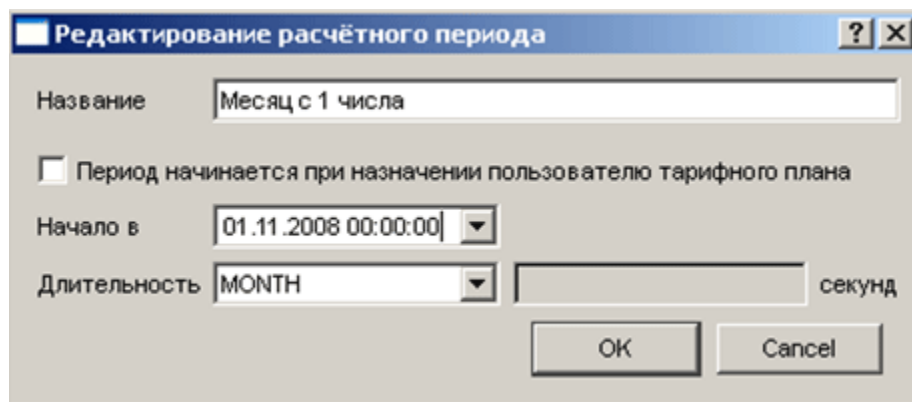 Редактирование расчётного периода
Название Месяц с 1 числа
Период начинается при назначении пользователю тарифного плана
Начало в 01.11.2008 00:00:00
Длительность MONTH секунд
OK Cancel